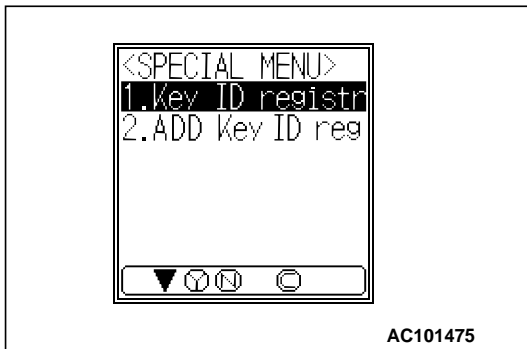 <SPECIAL MENU>
1.Key ID registr
2.ADD Key ID reg
▼ Ⓨ Ⓝ Ⓒ
AC101475